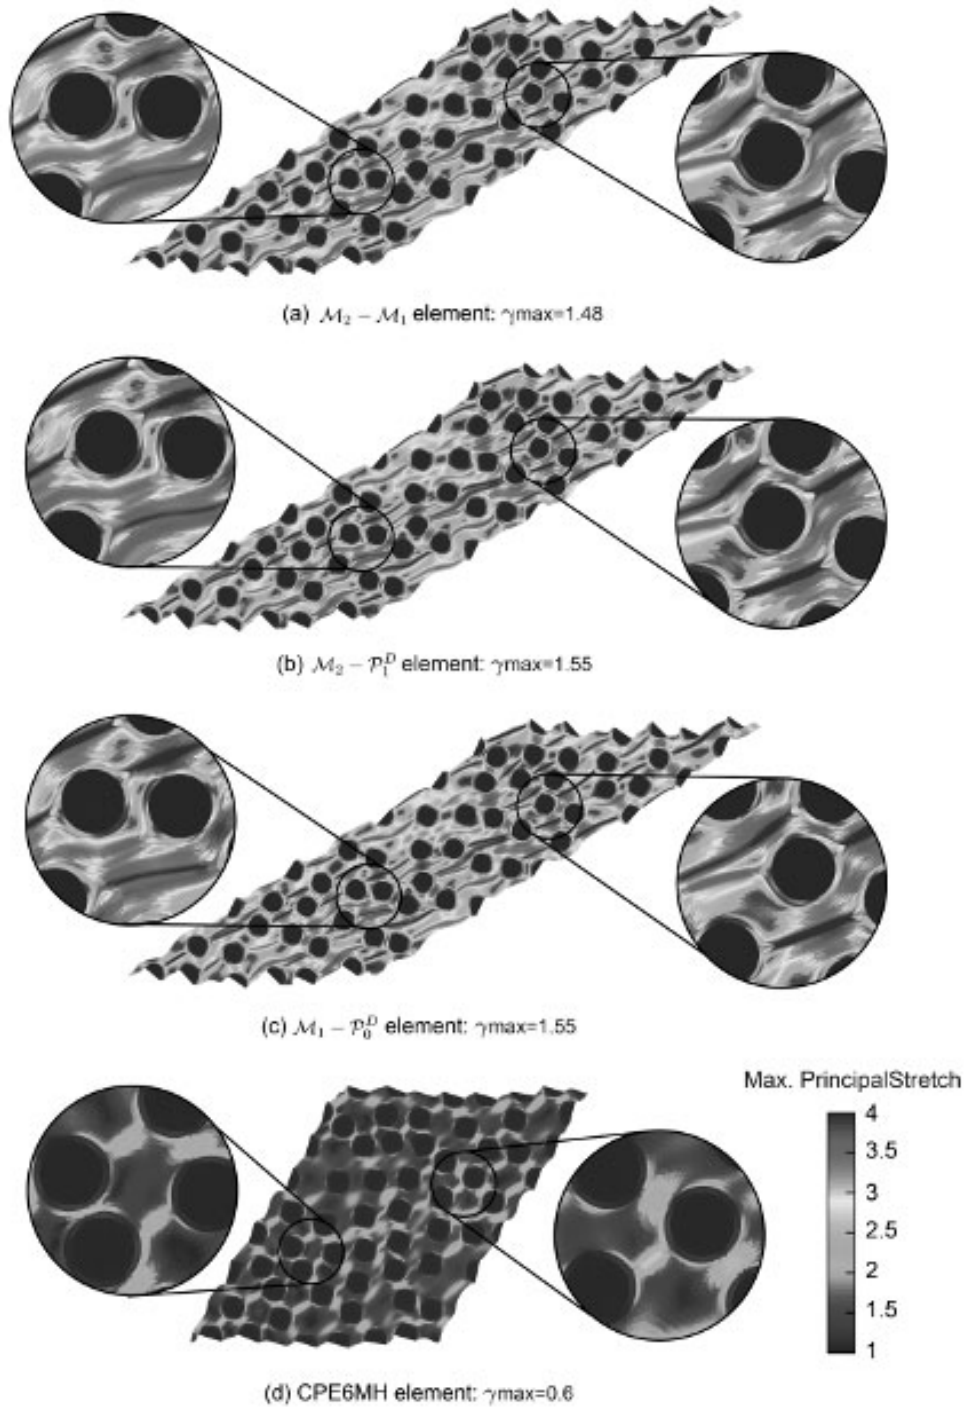 (a) M₂ − M₁ element: γmax=1.48
(b) M₂ − P₁ᴰ element: γmax=1.55
(c) M₁ − P₀ᴰ element: γmax=1.55
Max. PrincipalStretch
4
3.5
3
2.5
2
1.5
1
(d) CPE6MH element: γmax=0.6